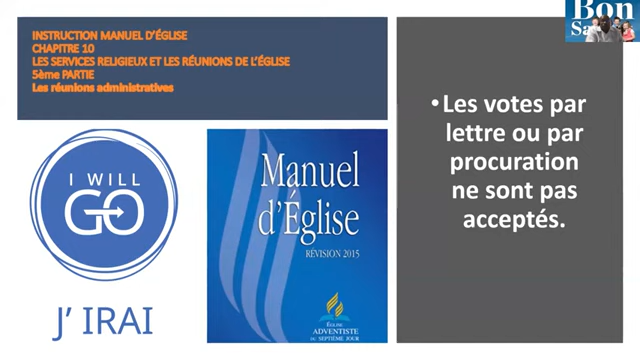 INSTRUCTION MANUEL D'ÉGLISE
CHAPITRE 10
LES SERVICES RELIGIEUX ET LES RÉUNIONS DE L'ÉGLISE
5ème PARTIE
Les réunions administratives
I WILL
GO
J' IRAI
Manuel
d'Église
RÉVISION 2015
ÉGLISE
ADVENTISTE
DU SEPTIÈME JOUR
Bon
Sa
•Les votes par
lettre ou par
procuration
ne sont pas
acceptés.